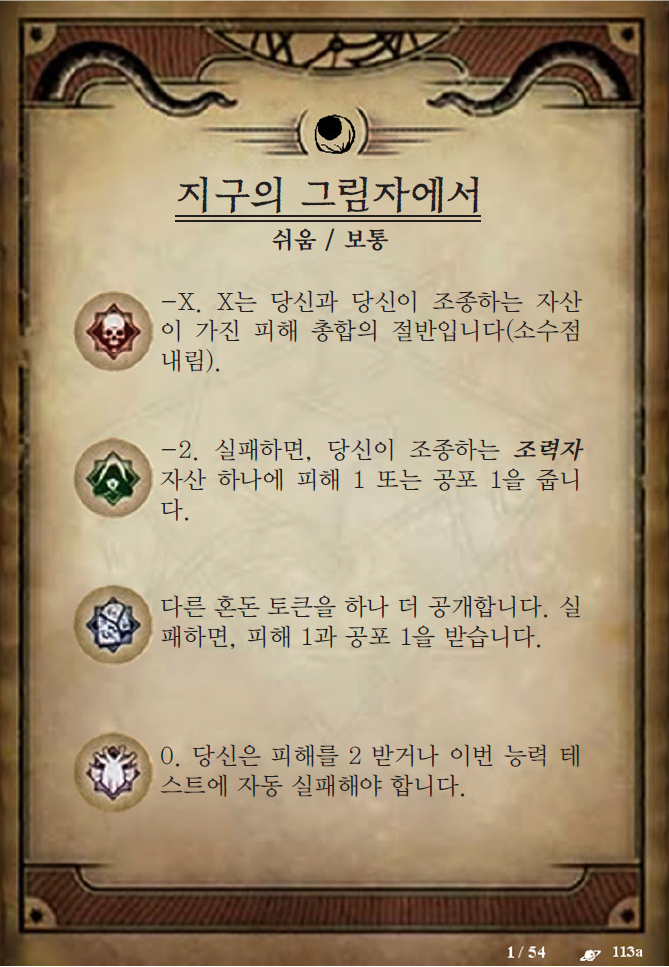 지구의 그림자에서
쉬움 / 보통
-X. X는 당신과 당신이 조종하는 자산
이 가진 피해 총합의 절반입니다(소수점
내림).
-2. 실패하면, 당신이 조종하는 조력자
자산 하나에 피해 1 또는 공포 1을 줍니
다.
다른 혼돈 토큰을 하나 더 공개합니다. 실
패하면, 피해 1과 공포 1을 받습니다.
0. 당신은 피해를 2 받거나 이번 능력 테
스트에 자동 실패해야 합니다.
1 / 54 113a